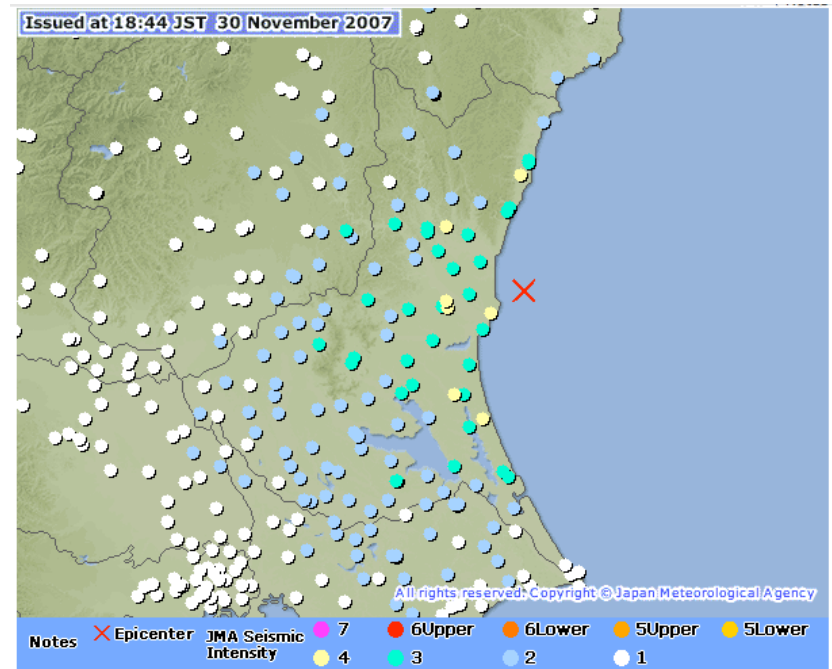 Issued at 18:44 JST 30 November 2007
All rights reserved. Copyright © Japan Meteorological Agency
Notes Epicenter JMA Seismic Intensity 7 6Upper 6Lower 5Upper 5Lower
4 3 2 1